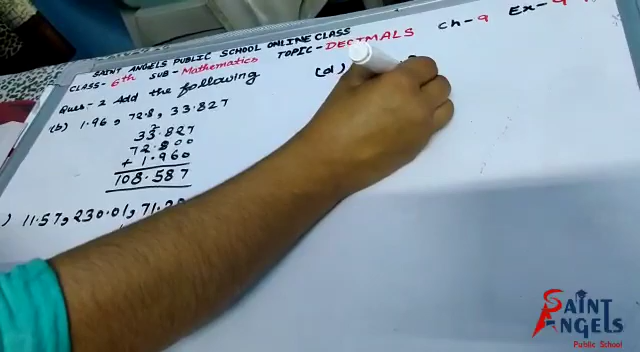 SAINT ANGELS PUBLIC SCHOOL ONLINE CLASS
CLASS- 6th SUB- Mathematics TOPIC- DECIMALS Ch-9 Ex-9
Ques-2 Add the following
(b) 1.96, 72.8, 33.827
33.827
72.800
+ 1.960
108.587
) 11.57, 230.01, 71.
(d)
SAINT
ANGELS
Public School